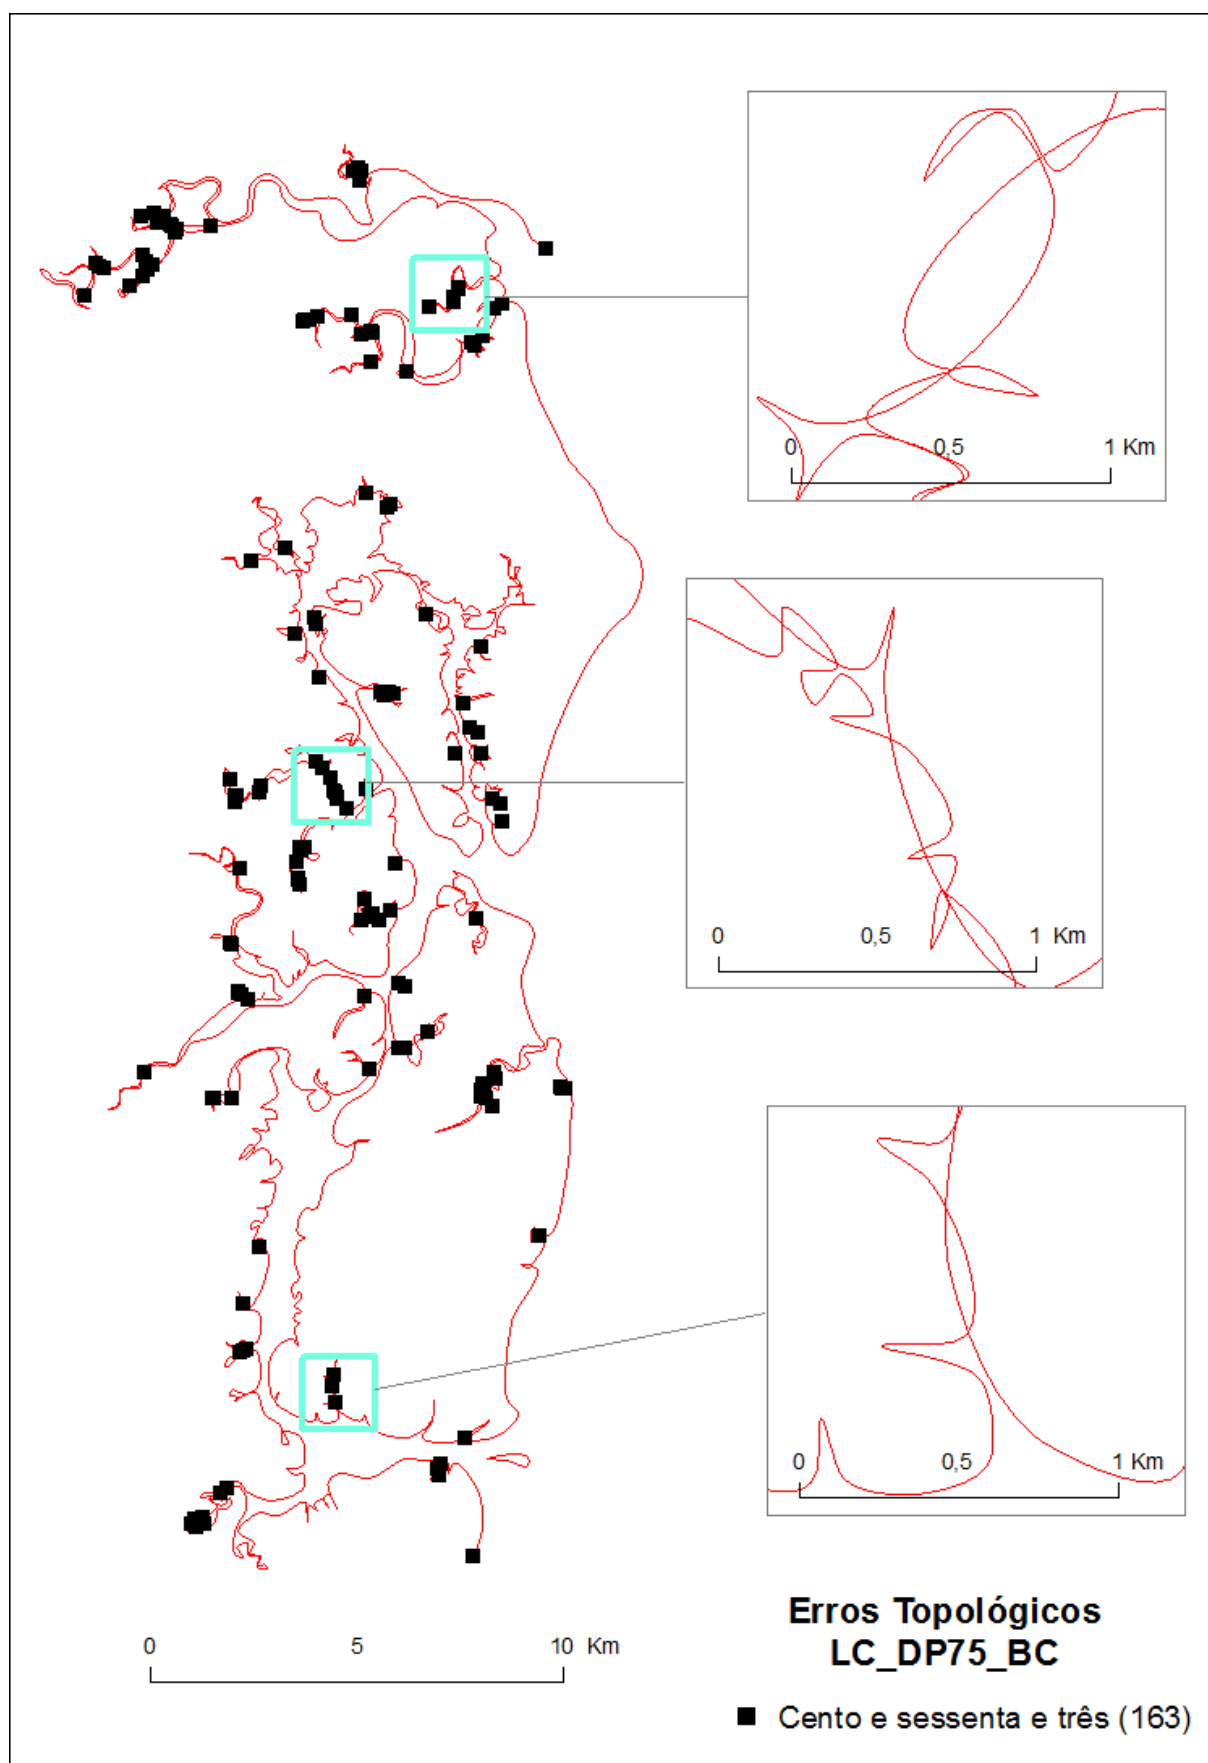 0 0,5 1 Km
0 0,5 1 Km
0 0,5 1 Km
Erros Topológicos
LC_DP75_BC
0 5 10 Km
Cento e sessenta e três (163)